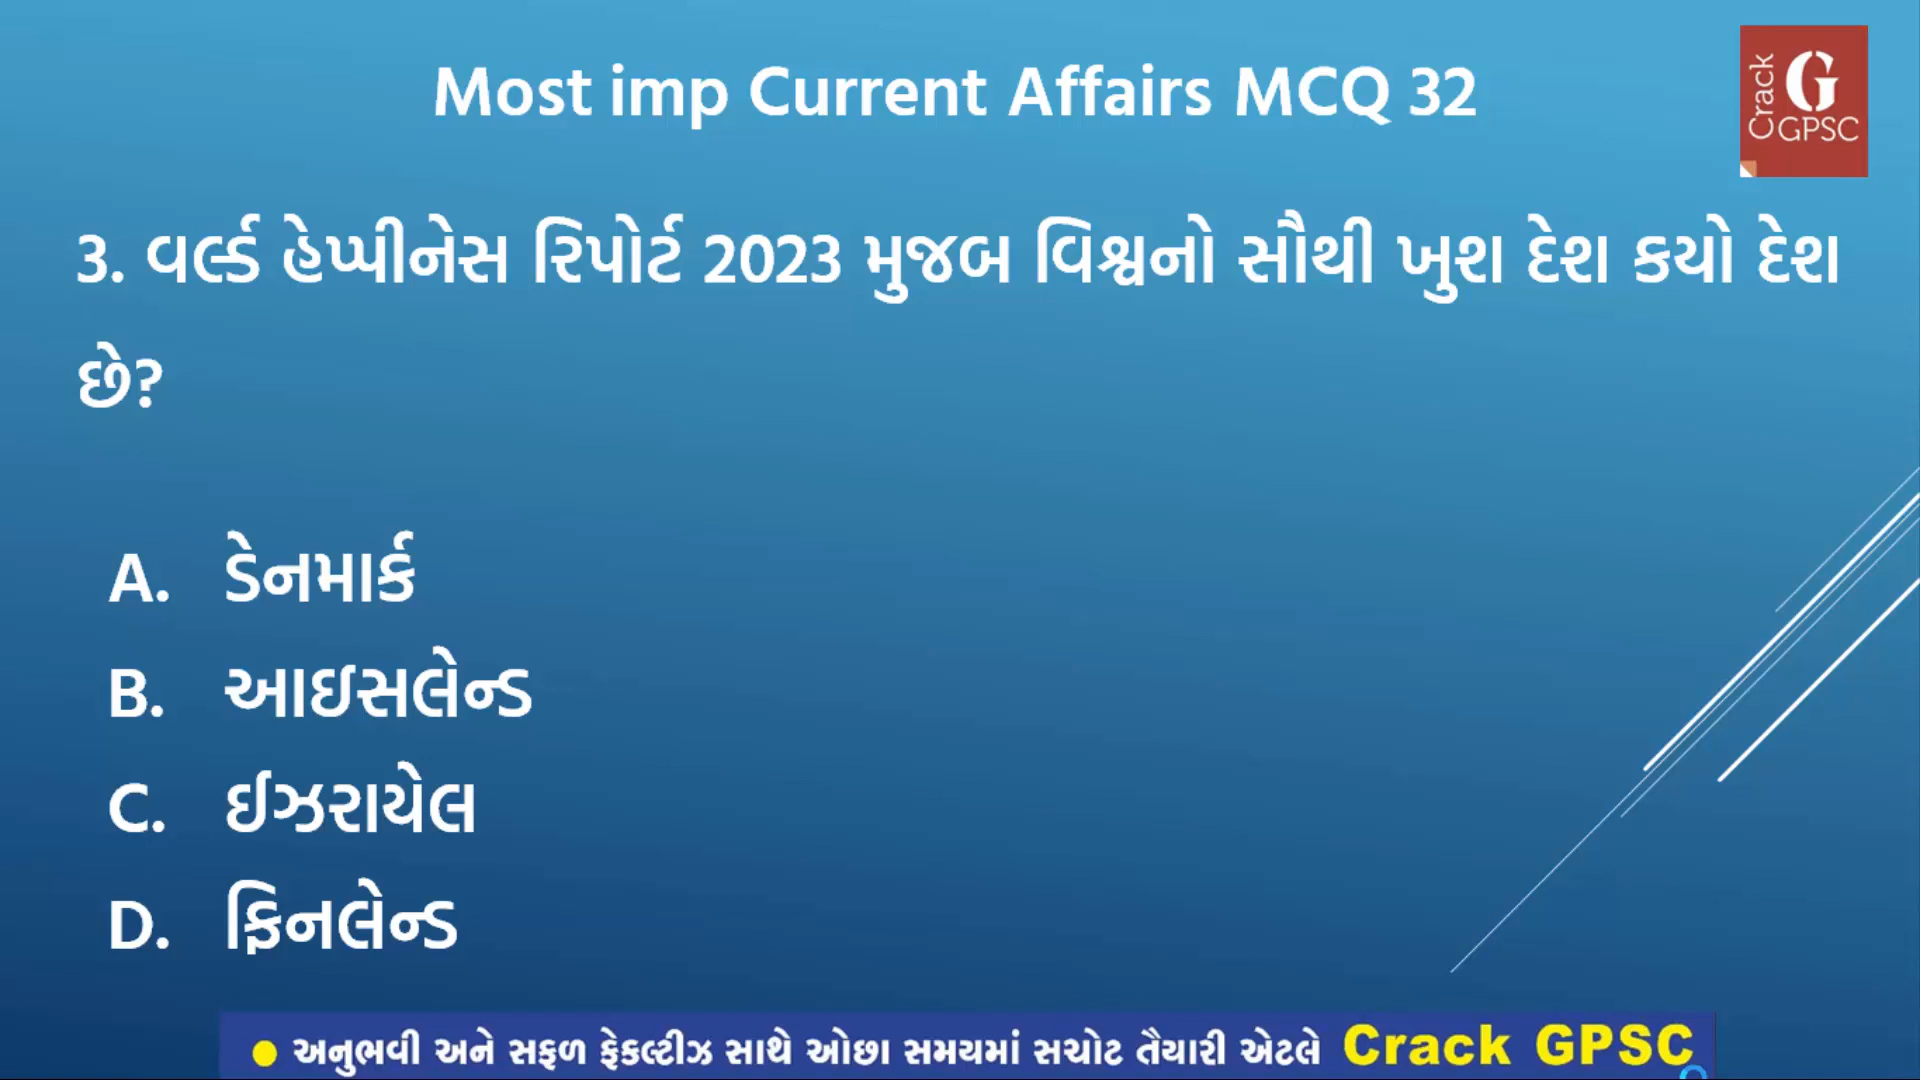 Most imp Current Affairs MCQ 32
Crack
G
GPSC
3. વર્લ્ડ હેપ્પીનેસ રિપોર્ટ 2023 મુજબ વિશ્વનો સૌથી ખુશ દેશ કયો દેશ
છે?
A. ડેનમાર્ક
B. આઇસલેન્ડ
C. ઈઝરાયેલ
D. ફિનલેન્ડ
● અનુભવી અને સફળ ફેકલ્ટીઝ સાથે ઓછા સમયમાં સચોટ તૈયારી એટલે Crack GPSC